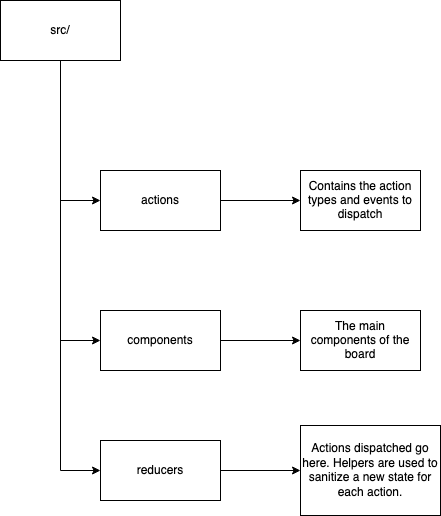 src/
actions
Contains the action
types and events to
dispatch
components
The main
components of the
board
reducers
Actions dispatched go
here. Helpers are used to
sanitize a new state for
each action.